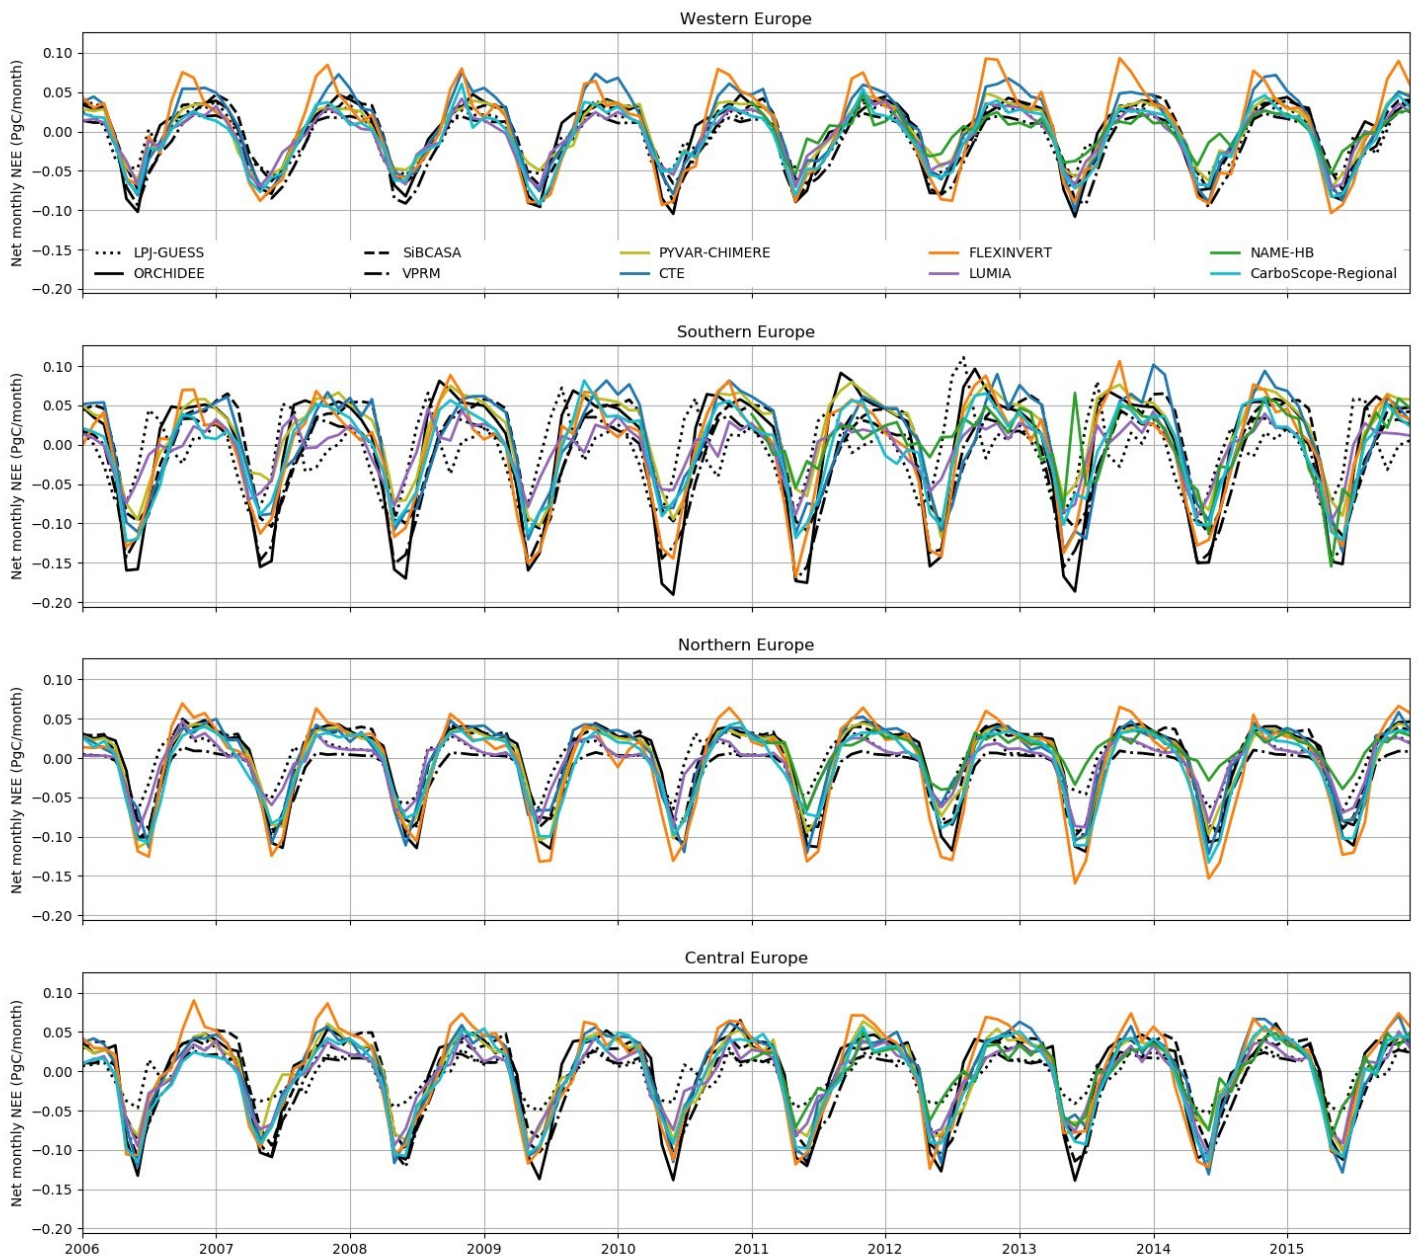 Western Europe
Net monthly NEE (PgC/month)
0.10
0.05
0.00
−0.05
−0.10
−0.15
−0.20
LPJ-GUESS SiBCASA PYVAR-CHIMERE FLEXINVERT NAME-HB
ORCHIDEE VPRM CTE LUMIA CarboScope-Regional
Southern Europe
Net monthly NEE (PgC/month)
0.10
0.05
0.00
−0.05
−0.10
−0.15
−0.20
Northern Europe
Net monthly NEE (PgC/month)
0.10
0.05
0.00
−0.05
−0.10
−0.15
−0.20
Central Europe
Net monthly NEE (PgC/month)
0.10
0.05
0.00
−0.05
−0.10
−0.15
−0.20
2006 2007 2008 2009 2010 2011 2012 2013 2014 2015